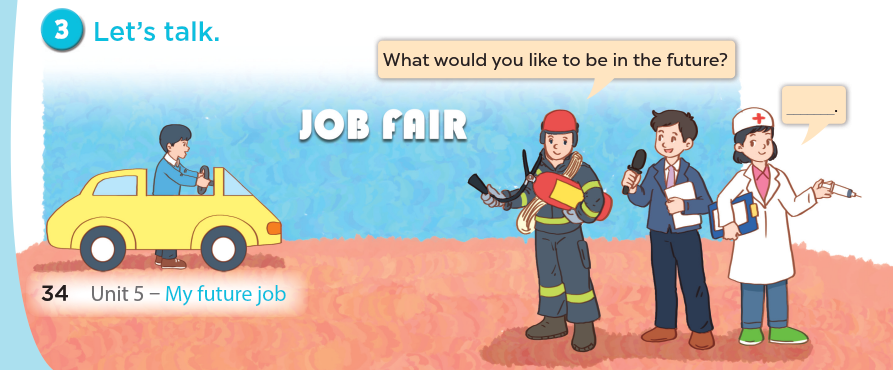 3 Let's talk.
What would you like to be in the future?
______.
JOB FAIR
34 Unit 5 – My future job